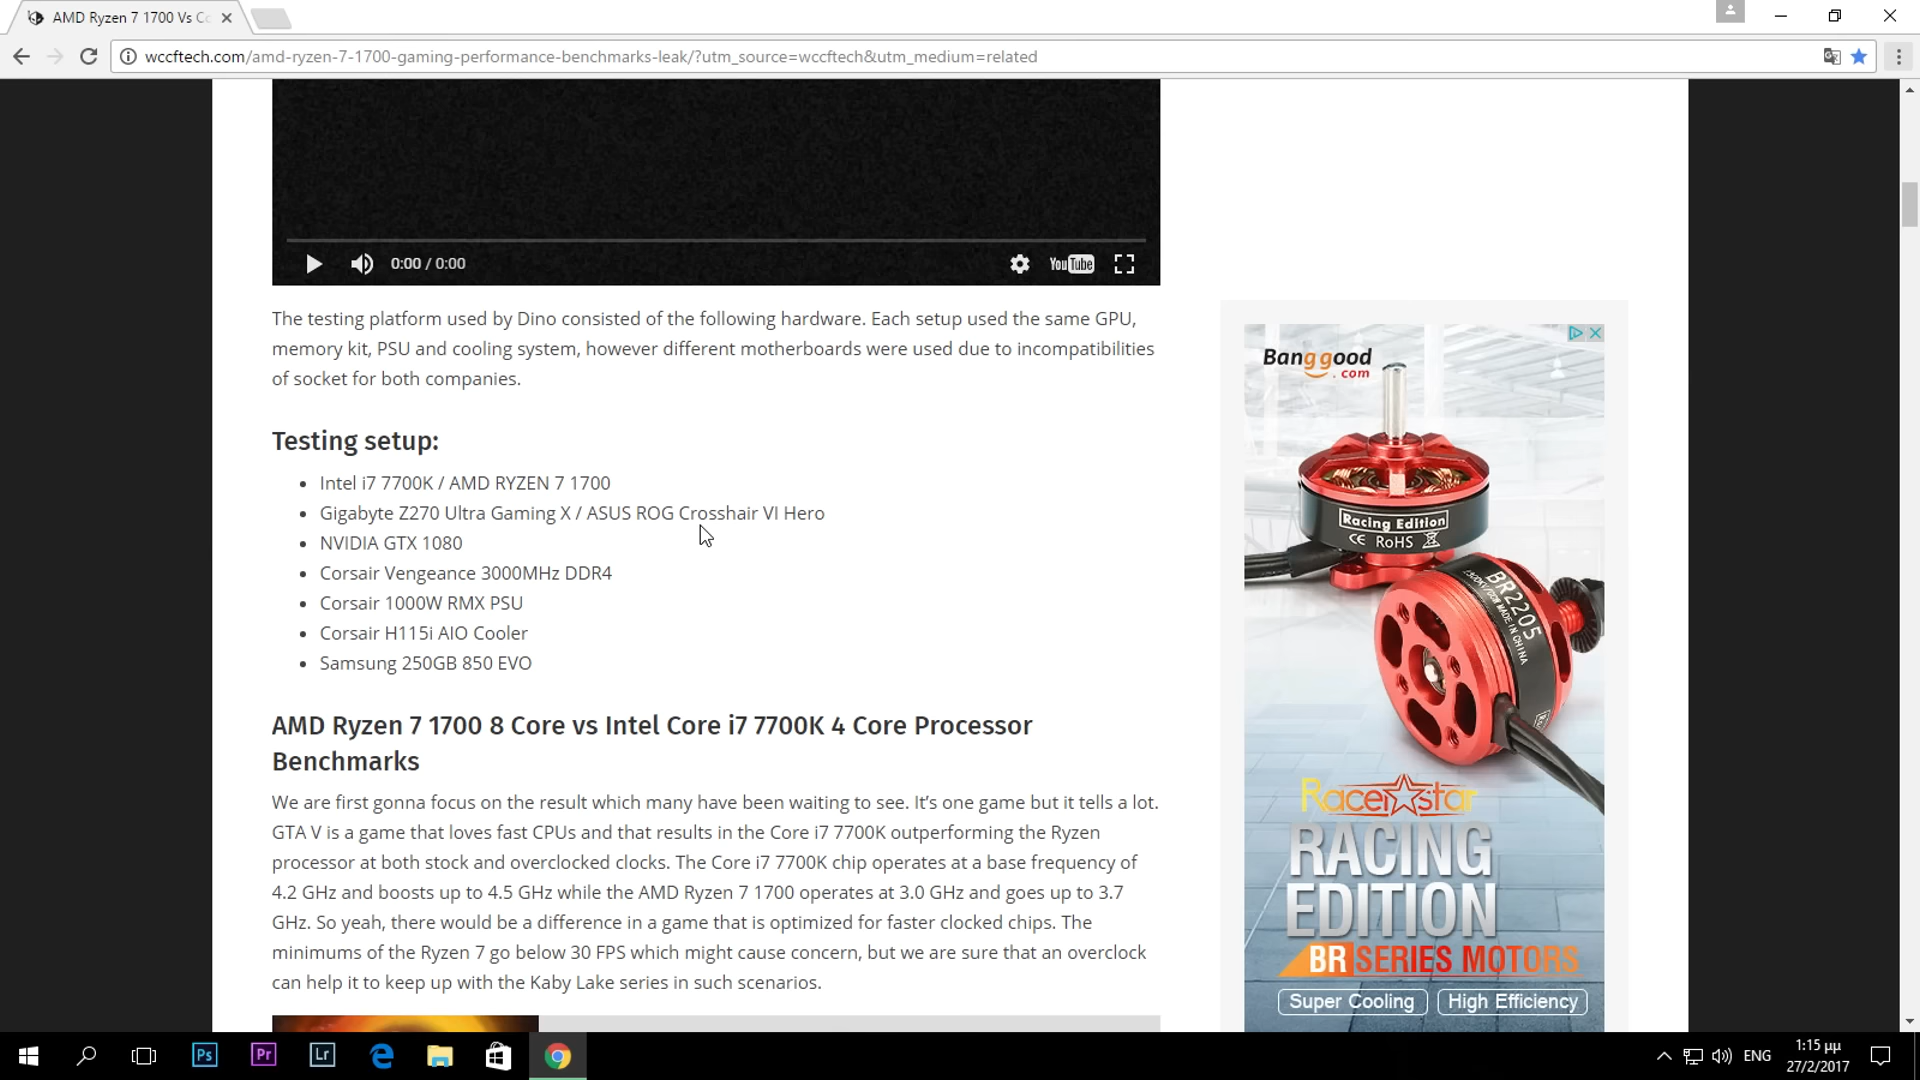 AMD Ryzen 7 1700 Vs Co
wccftech.com/amd-ryzen-7-1700-gaming-performance-benchmarks-leak/?utm_source=wccftech&utm_medium=related
0:00 / 0:00
YouTube
The testing platform used by Dino consisted of the following hardware. Each setup used the same GPU,
memory kit, PSU and cooling system, however different motherboards were used due to incompatibilities
of socket for both companies.
Testing setup:
Intel i7 7700K / AMD RYZEN 7 1700
Gigabyte Z270 Ultra Gaming X / ASUS ROG Crosshair VI Hero
NVIDIA GTX 1080
Corsair Vengeance 3000MHz DDR4
Corsair 1000W RMX PSU
Corsair H115i AIO Cooler
Samsung 250GB 850 EVO
AMD Ryzen 7 1700 8 Core vs Intel Core i7 7700K 4 Core Processor
Benchmarks
We are first gonna focus on the result which many have been waiting to see. It’s one game but it tells a lot.
GTA V is a game that loves fast CPUs and that results in the Core i7 7700K outperforming the Ryzen
processor at both stock and overclocked clocks. The Core i7 7700K chip operates at a base frequency of
4.2 GHz and boosts up to 4.5 GHz while the AMD Ryzen 7 1700 operates at 3.0 GHz and goes up to 3.7
GHz. So yeah, there would be a difference in a game that is optimized for faster clocked chips. The
minimums of the Ryzen 7 go below 30 FPS which might cause concern, but we are sure that an overclock
can help it to keep up with the Kaby Lake series in such scenarios.
Banggood
.com
Racing Edition
CE RoHS
BR2205
2300KV/CCW MADE IN CHINA
Racerstar
RACING
EDITION
BR SERIES MOTORS
Super Cooling
High Efficiency
Ps
Pr
Lr
ENG
1:15 μμ
27/2/2017